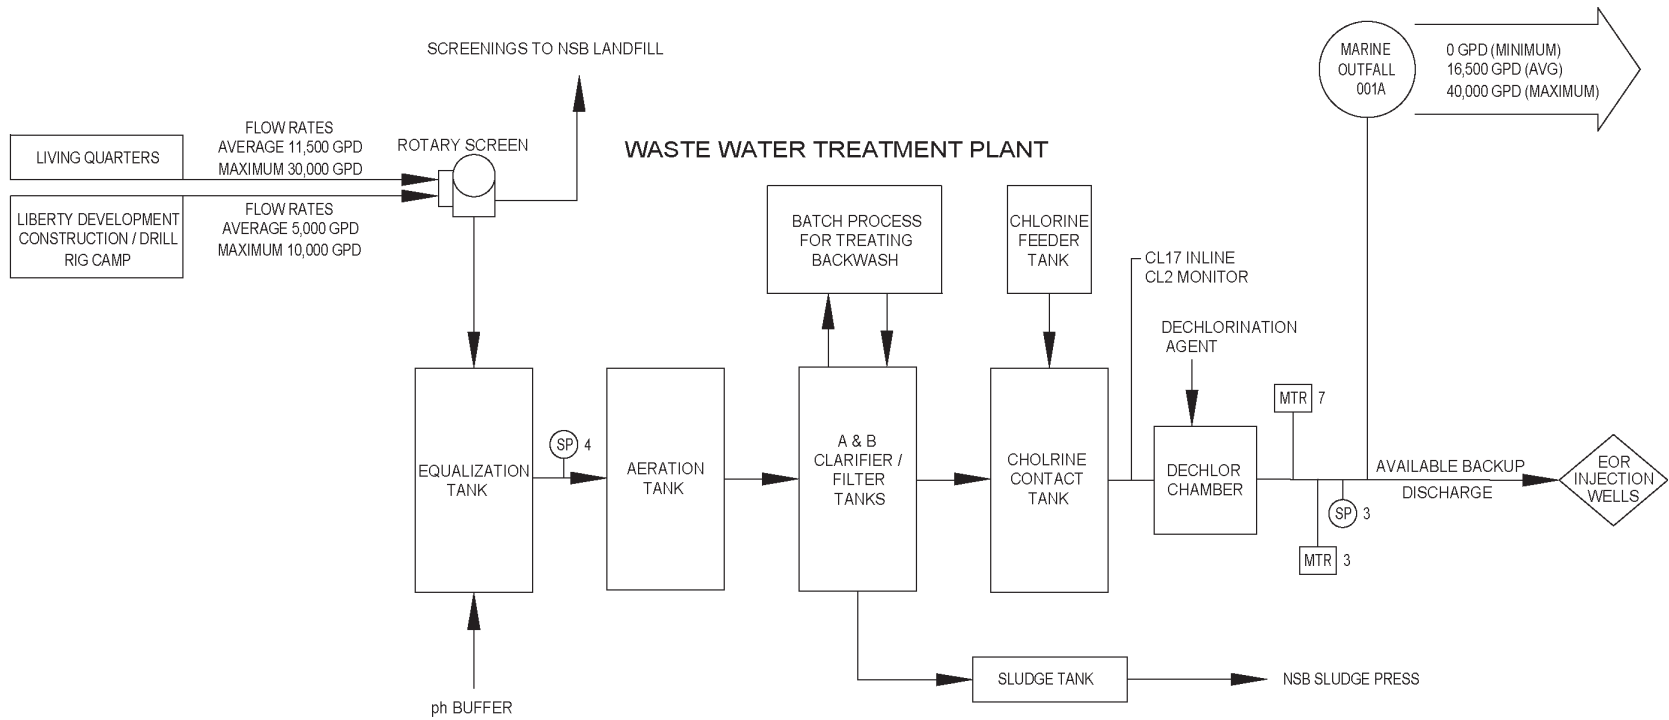 SCREENINGS TO NSB LANDFILL
MARINE
OUTFALL
001A
0 GPD (MINIMUM)
16,500 GPD (AVG)
40,000 GPD (MAXIMUM)
LIVING QUARTERS
FLOW RATES
AVERAGE 11,500 GPD
MAXIMUM 30,000 GPD
ROTARY SCREEN
WASTE WATER TREATMENT PLANT
LIBERTY DEVELOPMENT
CONSTRUCTION / DRILL
RIG CAMP
FLOW RATES
AVERAGE 5,000 GPD
MAXIMUM 10,000 GPD
BATCH PROCESS
FOR TREATING
BACKWASH
CHLORINE
FEEDER
TANK
CL17 INLINE
CL2 MONITOR
DECHLORINATION
AGENT
MTR 7
EQUALIZATION
TANK
SP 4
AERATION
TANK
A & B
CLARIFIER /
FILTER
TANKS
CHOLRINE
CONTACT
TANK
DECHLOR
CHAMBER
AVAILABLE BACKUP
DISCHARGE
EOR
INJECTION
WELLS
SP 3
MTR 3
SLUDGE TANK
NSB SLUDGE PRESS
ph BUFFER